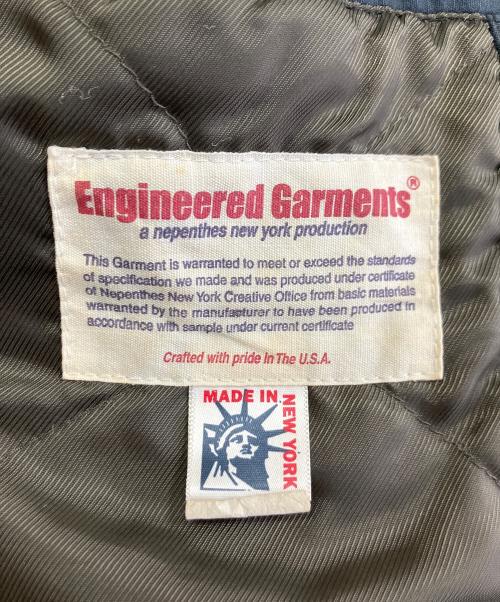 Engineered Garments®
a nepenthes new york production
This Garment is warranted to meet or exceed the standards
of specification we made and was produced under certificate
of Nepenthes New York Creative Office from basic materials
warranted by the manufacturer to have been produced in
accordance with sample under current certificate
Crafted with pride In The U.S.A.
MADE IN
NEW YORK